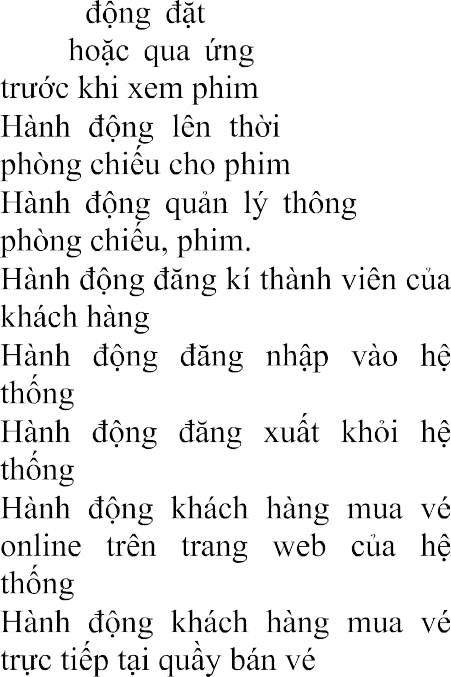 động đặt
hoặc qua ứng
trước khi xem phim
Hành động lên thời
phòng chiếu cho phim
Hành động quản lý thông
phòng chiếu, phim.
Hành động đăng kí thành viên của
khách hàng
Hành động đăng nhập vào hệ
thống
Hành động đăng xuất khỏi hệ
thống
Hành động khách hàng mua vé
online trên trang web của hệ
thống
Hành động khách hàng mua vé
trực tiếp tại quầy bán vé